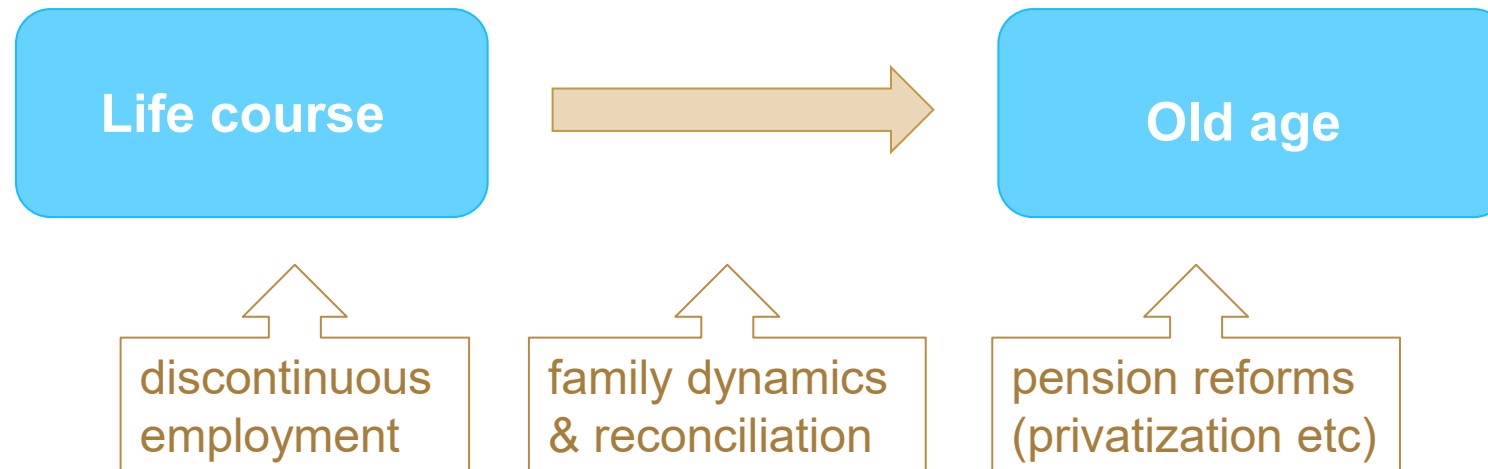 Life course
Old age
discontinuous
employment
family dynamics
& reconciliation
pension reforms
(privatization etc)